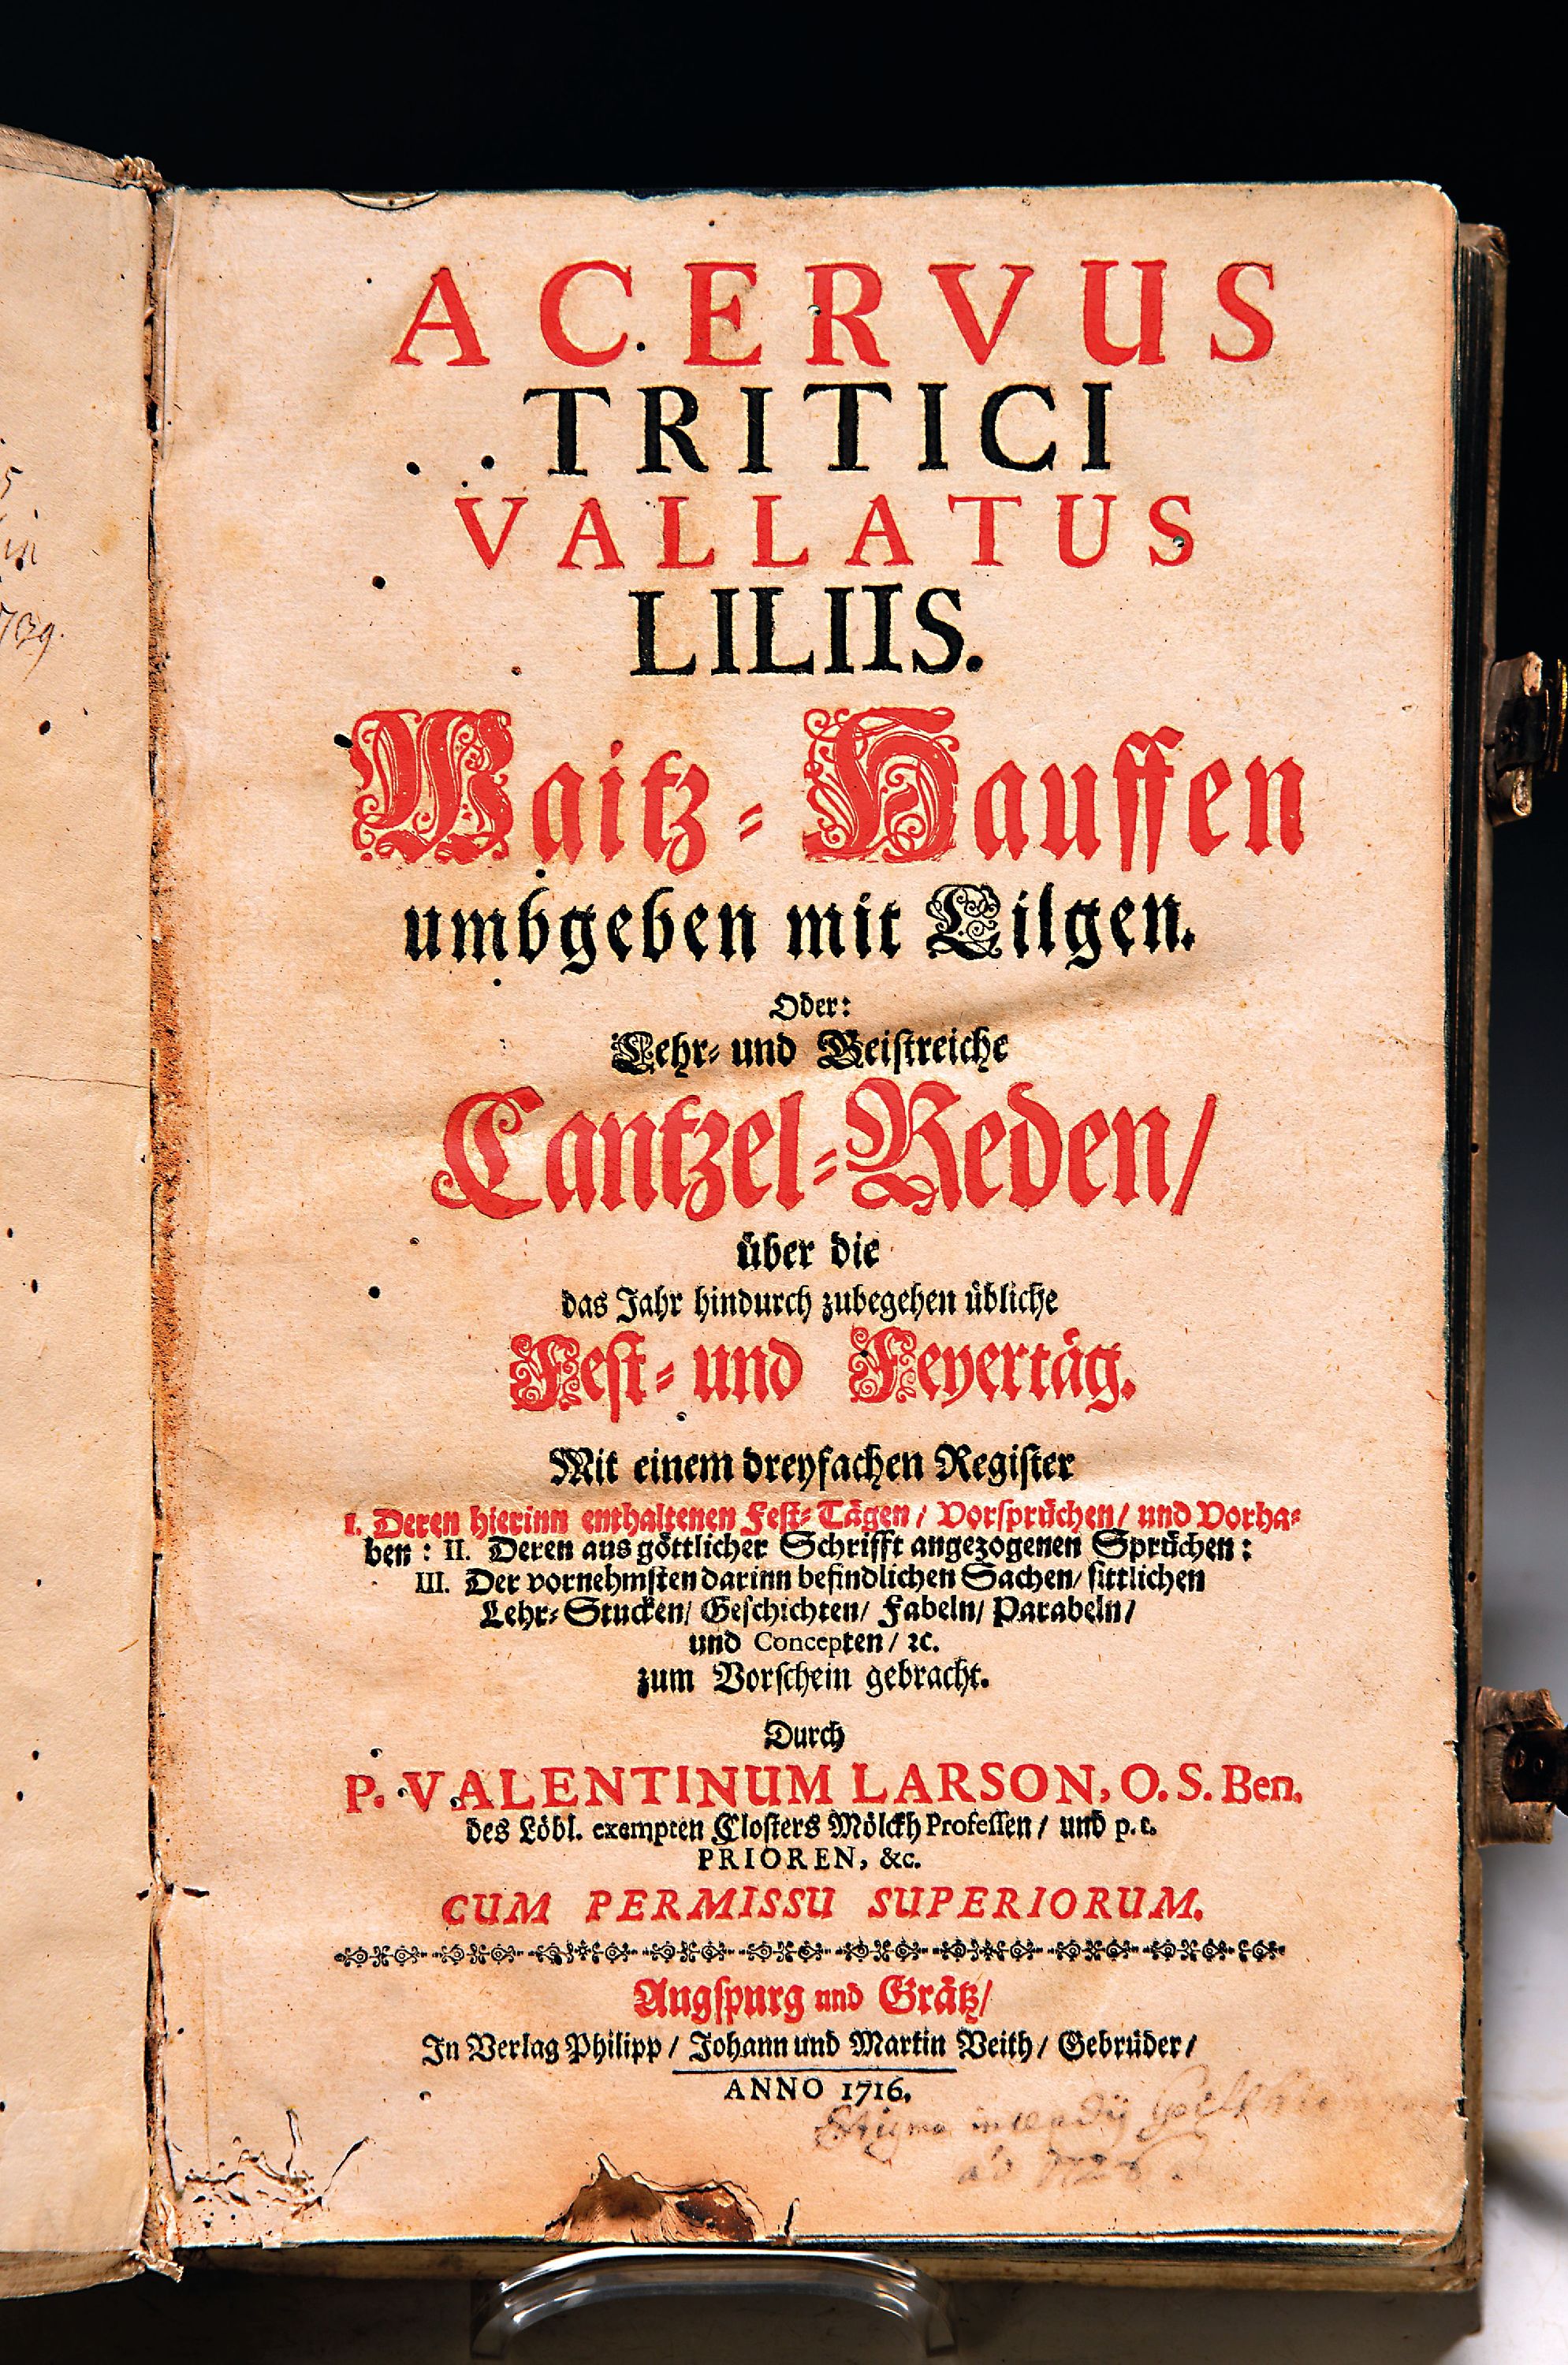 5
in
1739.
ACERVUS
TRITICI
VALLATUS
LILIIS.
Waitz-Hauffen
umbgeben mit Lilgen.
Oder:
Lehr- und Geistreiche
Cantzel-Reden/
über die
das Jahr hindurch zubegehen übliche
Fest- und Feyertäg.
Mit einem dreyfachen Register
I. Deren hierinn enthaltenen Fest-Tägen/ Vorsprüchen/ und Vorha-
ben: II. Deren aus göttlicher Schrifft angezogenen Sprüchen:
III. Der vornehmsten darinn befindlichen Sachen/ sittlichen
Lehr-Stucken/ Geschichten/ Fabeln/ Parabeln/
und Concepten/ ꝛc.
zum Vorschein gebracht.
Durch
P. VALENTINUM LARSON, O. S. Ben.
des Löbl. exempten Closters Mölckh Professen/ und p. t.
PRIOREN, &c.
CUM PERMISSU SUPERIORUM.
Augspurg und Grätz/
In Verlag Philipp/ Johann und Martin Veith/ Gebrüder/
ANNO 1716.